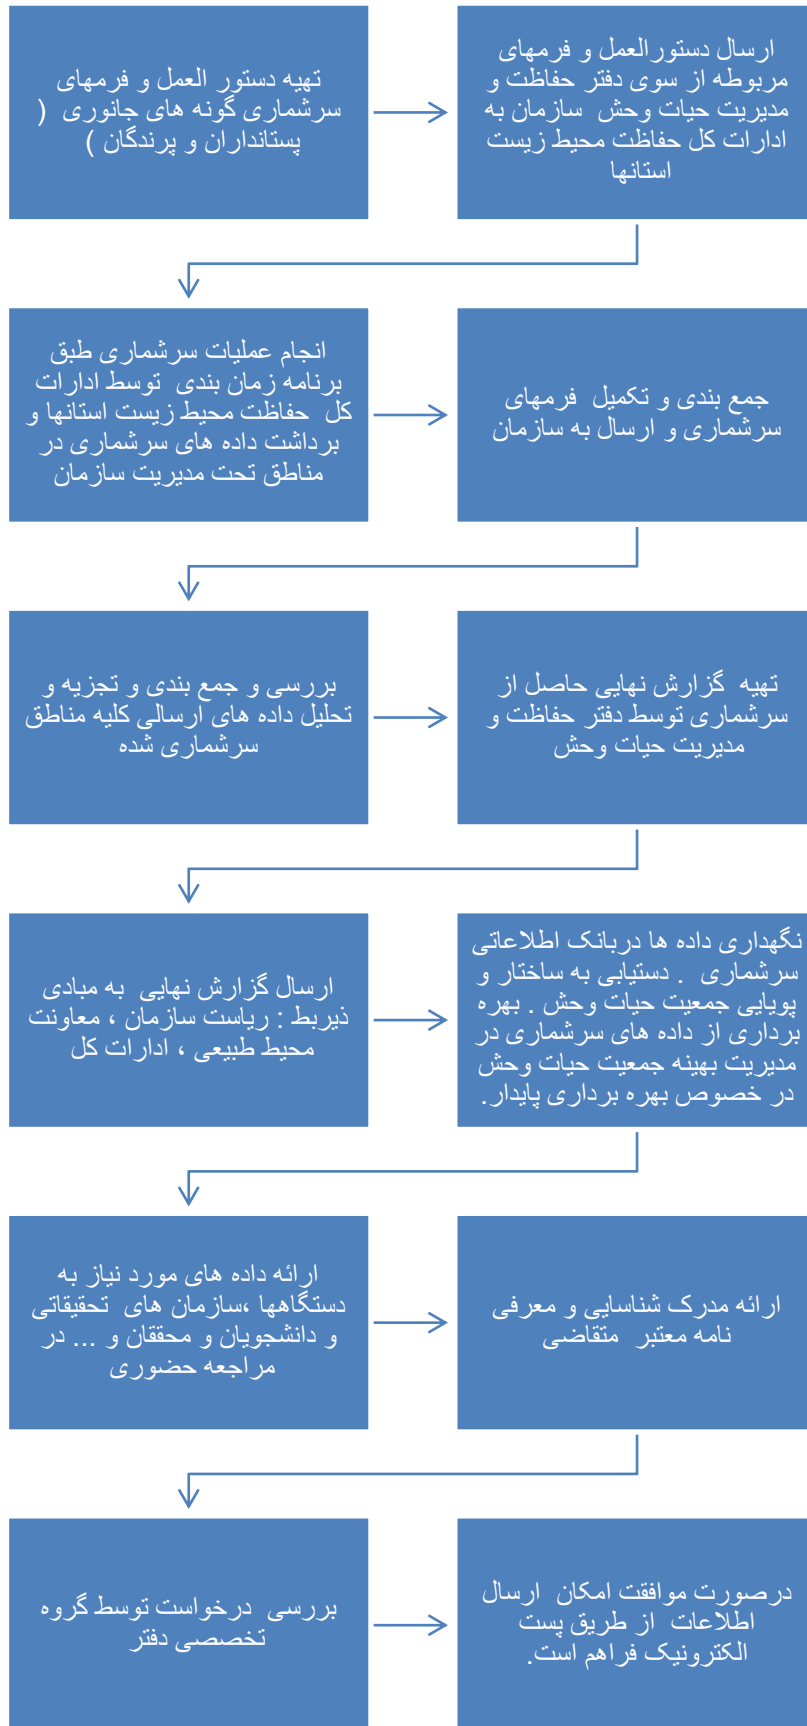 تهیه دستور العمل و فرمهای
سرشماری گونه های جانوری (
پستانداران و پرندگان )
ارسال دستورالعمل و فرمهای
مربوطه از سوی دفتر حفاظت و
مدیریت حیات وحش سازمان به
ادارات کل حفاظت محیط زیست
استانها
انجام عملیات سرشماری طبق
برنامه زمان بندی توسط ادارات
کل حفاظت محیط زیست استانها و
برداشت داده های سرشماری در
مناطق تحت مدیریت سازمان
جمع بندی و تکمیل فرمهای
سرشماری و ارسال به سازمان
بررسی و جمع بندی و تجزیه و
تحلیل داده های ارسالی کلیه مناطق
سرشماری شده
تهیه گزارش نهایی حاصل از
سرشماری توسط دفتر حفاظت و
مدیریت حیات وحش
ارسال گزارش نهایی به مبادی
ذیربط : ریاست سازمان ، معاونت
محیط طبیعی ، ادارات کل
نگهداری داده ها دربانک اطلاعاتی
سرشماری . دستیابی به ساختار و
پویایی جمعیت حیات وحش . بهره
برداری از داده های سرشماری در
مدیریت بهینه جمعیت حیات وحش
در خصوص بهره برداری پایدار.
ارائه داده های مورد نیاز به
دستگاهها ،سازمان های تحقیقاتی
و دانشجویان و محققان و ... در
مراجعه حضوری
ارائه مدرک شناسایی و معرفی
نامه معتبر متقاضی
بررسی درخواست توسط گروه
تخصصی دفتر
درصورت موافقت امکان ارسال
اطلاعات از طریق پست
الکترونیک فراهم است.